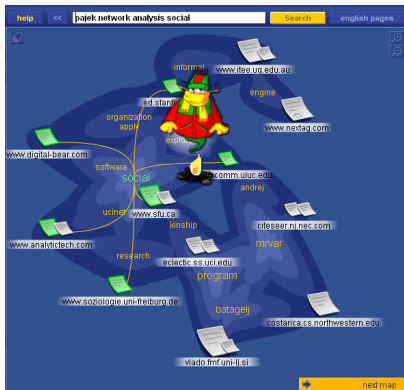 help
<<
pajek network analysis social
Search
english pages
informal
www.itee.uq.edu.au
engine
ed.stanf
www.nextag.com
organization
apply
explor
www.digital-bear.com
software
acomm.uiuc.edu
social
andrej
www.sfu.ca
ucinet
kinship
citeseer.nj.nec.com
www.analytictech.com
mrvar
research
eclectic.ss.uci.edu
program
www.soziologie.uni-freiburg.de
batagelj
costarica.cs.northwestern.edu
vlado.fmf.uni-lj.si
next map